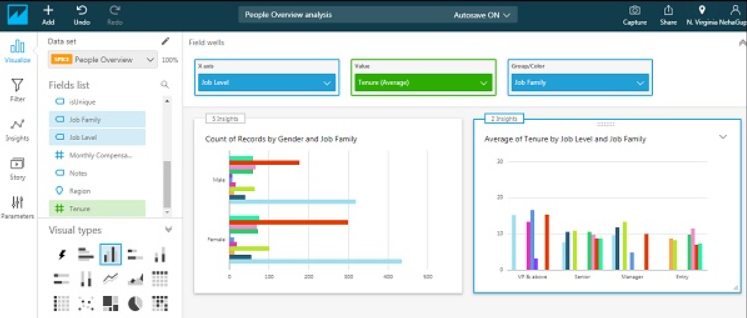 Add
Undo
Redo
People Overview analysis
Autosave ON
Capture
Share
N. Virginia
Visualize
Filter
Insights
Story
Parameters
Data set
SPICE People Overview
100%
Fields list
isUnique
Job Family
Job Level
Monthly Compensa...
Notes
Region
Tenure
Visual types
Field wells
X axis
Job Level
Value
Tenure (Average)
Group/Color
Job Family
5 Insights
Count of Records by Gender and Job Family
Male
Female
0
100
200
300
400
500
2 Insights
Average of Tenure by Job Level and Job Family
30
20
10
0
VP & above
Senior
Manager
Entry